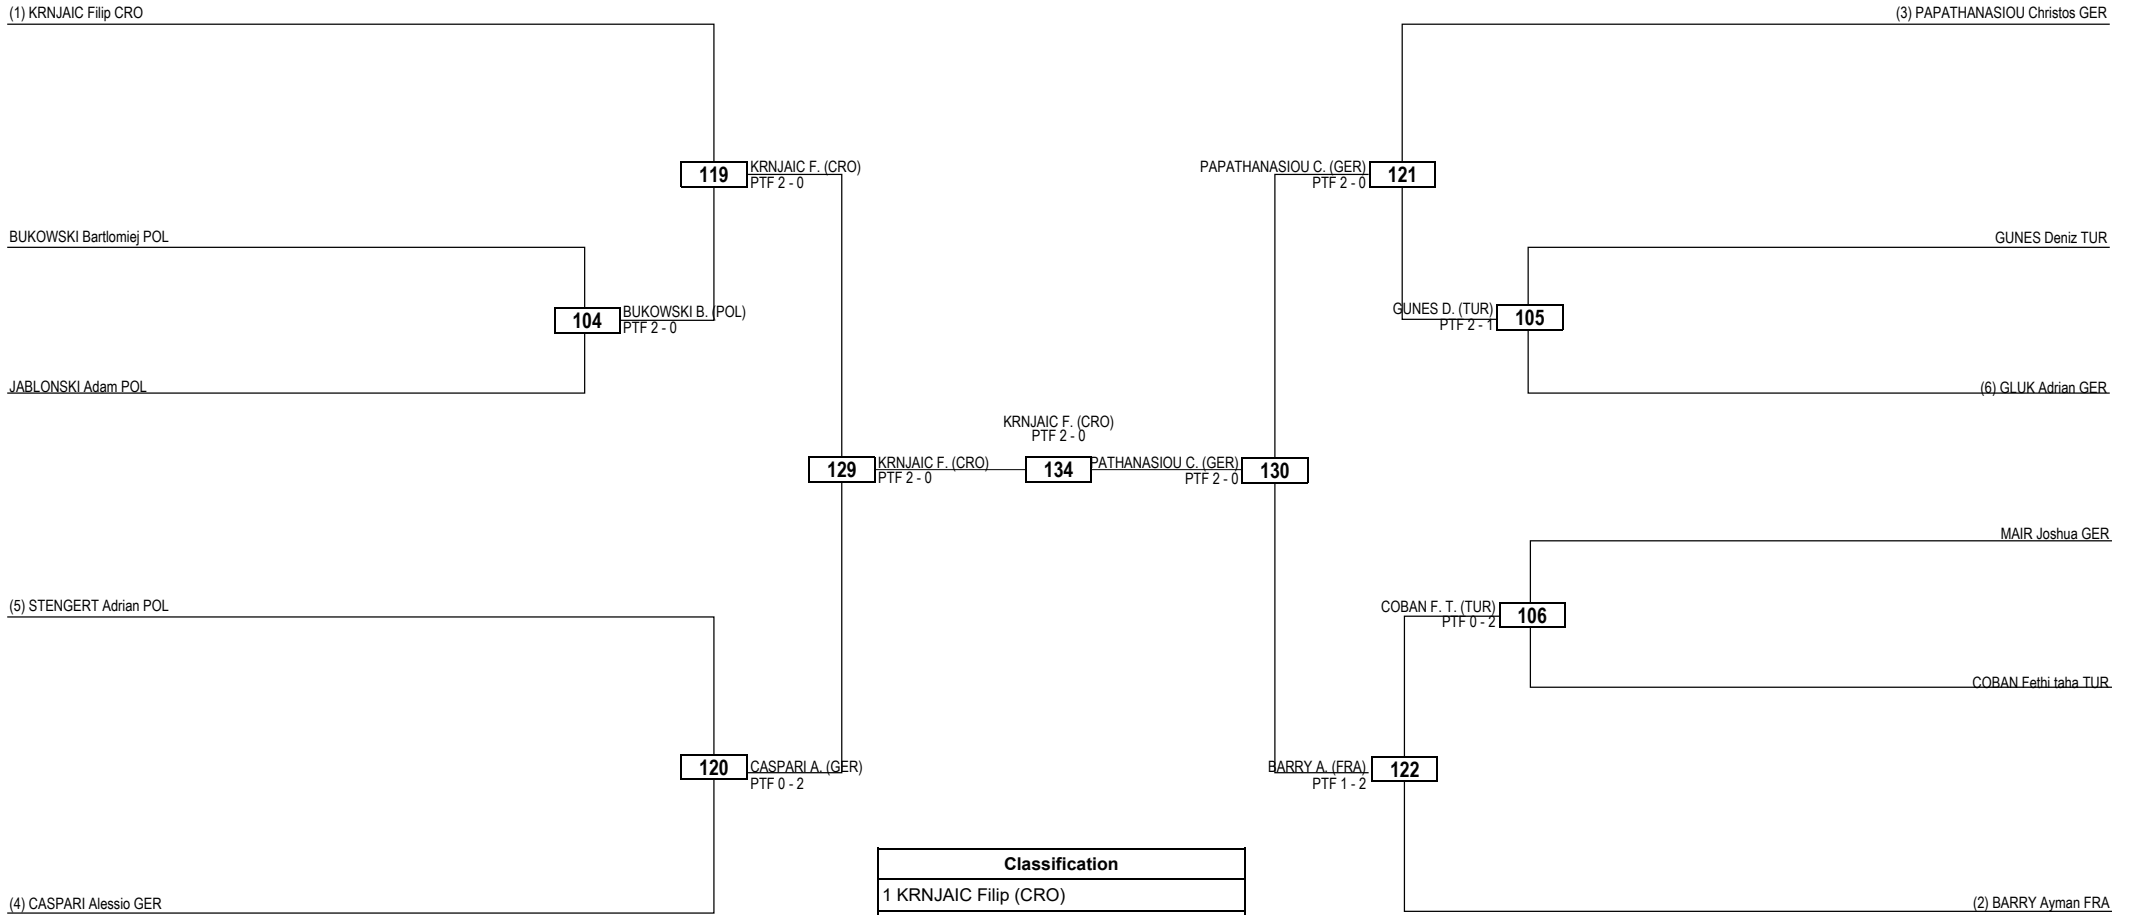 (1) KRNJAIC Filip CRO
(3) PAPATHANASIOU Christos GER
119
KRNJAIC F. (CRO)
PTF 2 - 0
PAPATHANASIOU C. (GER)
PTF 2 - 0
121
BUKOWSKI Bartlomiej POL
GUNES Deniz TUR
104
BUKOWSKI B. (POL)
PTF 2 - 0
GUNES D. (TUR)
PTF 2 - 1
105
JABLONSKI Adam POL
(6) GLUK Adrian GER
KRNJAIC F. (CRO)
PTF 2 - 0
129
KRNJAIC F. (CRO)
PTF 2 - 0
134
PATHANASIOU C. (GER)
PTF 2 - 0
130
MAIR Joshua GER
(5) STENGERT Adrian POL
COBAN F. T. (TUR)
PTF 0 - 2
106
COBAN Fethi taha TUR
120
CASPARI A. (GER)
PTF 0 - 2
BARRY A. (FRA)
PTF 1 - 2
122
Classification
1 KRNJAIC Filip (CRO)
(4) CASPARI Alessio GER
(2) BARRY Ayman FRA